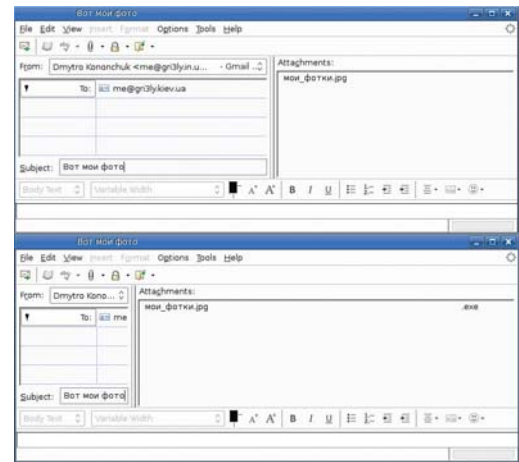 Вот мои фото
File Edit View Insert Format Options Tools Help
From: Dmytro Kononchuk <me@gri3ly.in.u... - Gmail
Attachments:
мои_фотки.jpg
To: me@gri3ly.kiev.ua
Subject: Вот мои фото
Body Text Variable Width
Вот мои фото
File Edit View Insert Format Options Tools Help
From: Dmytro Kono...
Attachments:
мои_фотки.jpg .exe
To: me
Subject: Вот мои фото
Body Text Variable Width